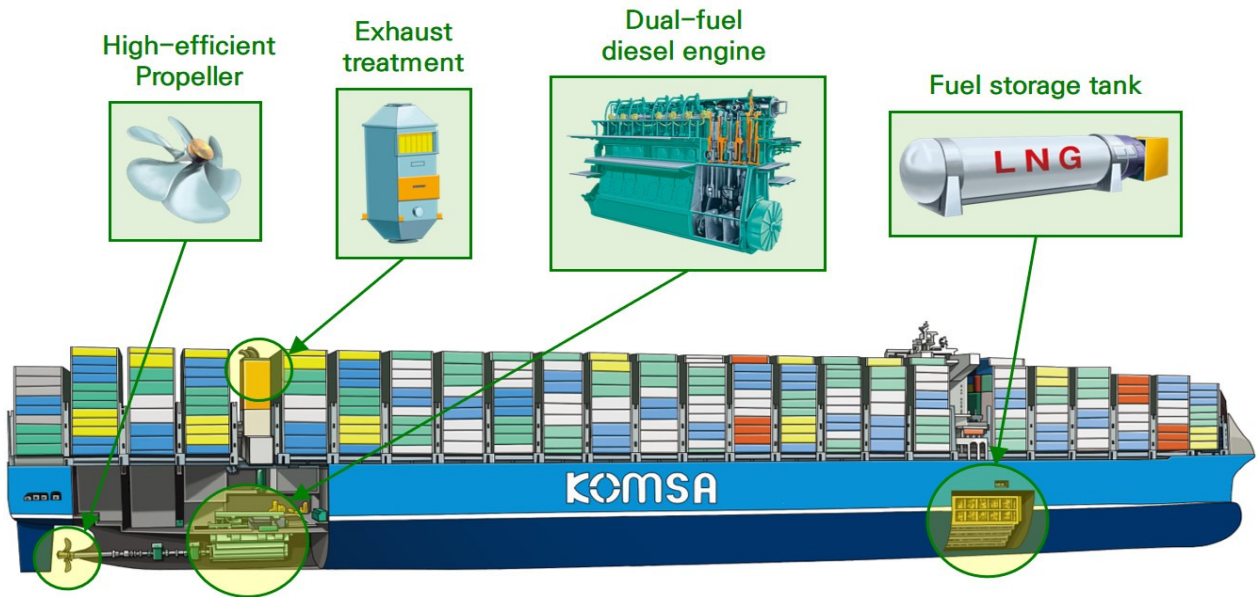 High-efficient
Propeller
Exhaust
treatment
Dual-fuel
diesel engine
Fuel storage tank
LNG
KOMSA